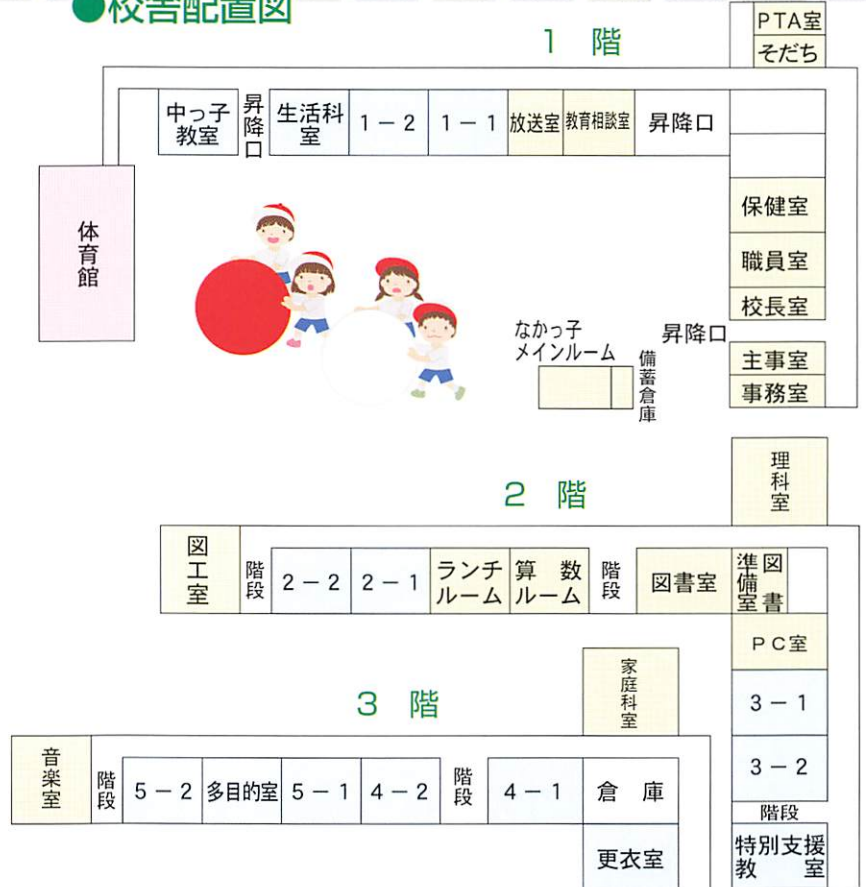 ●校舎配置図
1 階
PTA室
そだち
中っ子
教室
昇降口
生活科
室
1－2
1－1
放送室
教育相談室
昇降口
保健室
職員室
校長室
昇降口
主事室
事務室
体育館
なかっ子
メインルーム
備蓄倉庫
2 階
理科室
図工室
階段
2－2
2－1
ランチ
ルーム
算 数
ルーム
階段
図書室
図書
準備室
PC室
3－1
3－2
階段
特別支援
教 室
3 階
家庭科室
音楽室
階段
5－2
多目的室
5－1
4－2
階段
4－1
倉 庫
更衣室